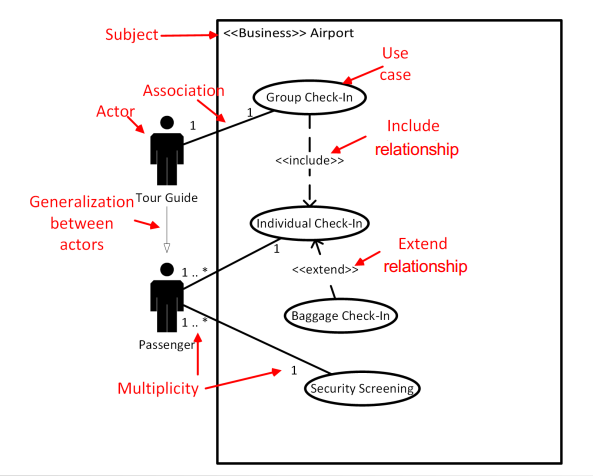 Subject
<<Business>> Airport
Use
case
Association
Group Check-In
Actor
1
1
Include
relationship
<<include>>
Tour Guide
Generalization
between
actors
Individual Check-In
1
Extend
relationship
<<extend>>
1 .. *
Baggage Check-In
1 .. *
Passenger
1
Multiplicity
Security Screening